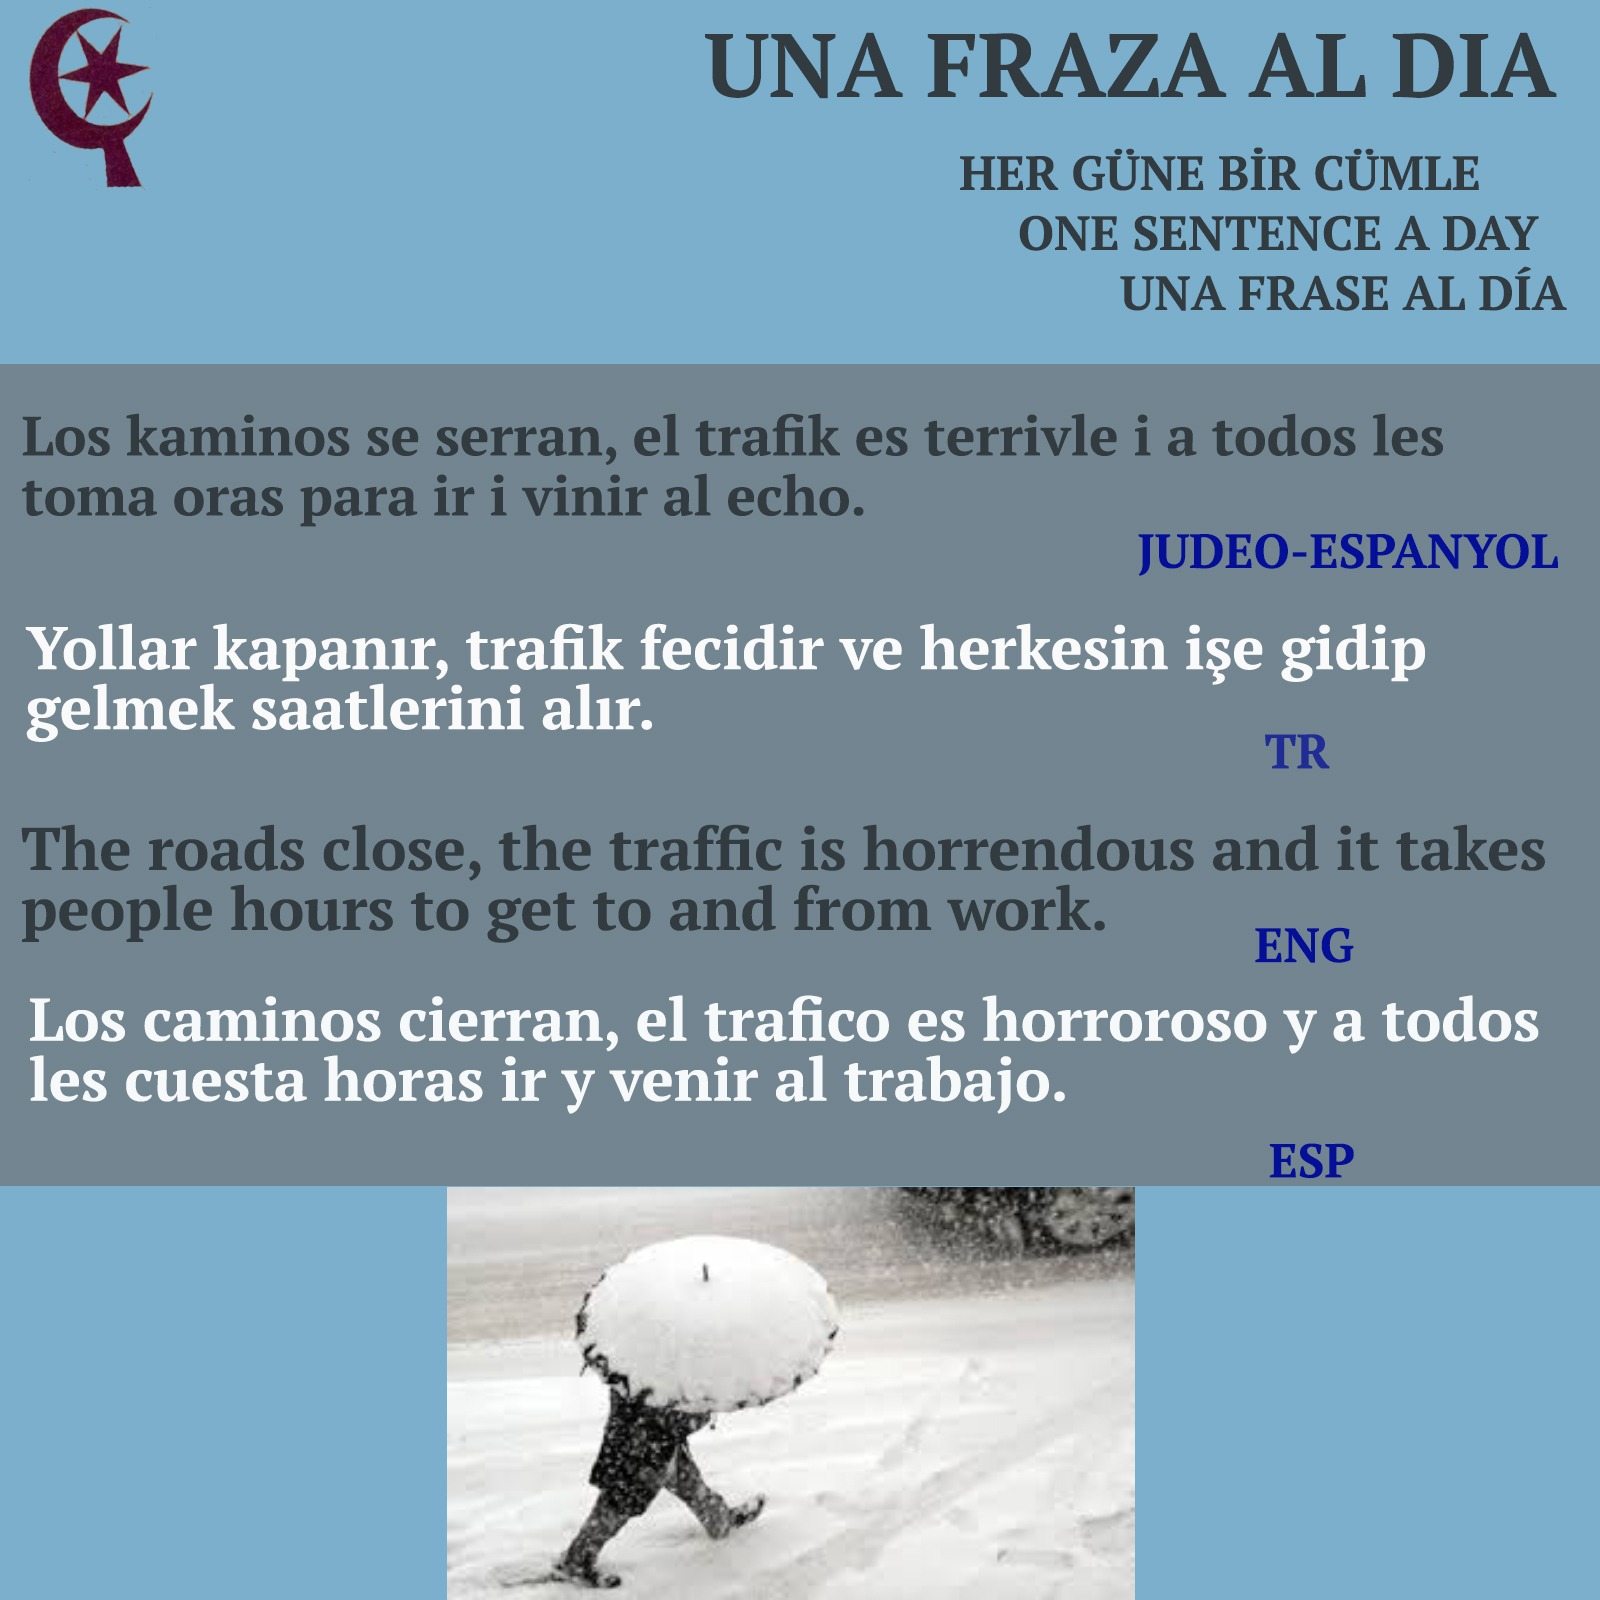 UNA FRAZA AL DIA
HER GÜNE BİR CÜMLE
ONE SENTENCE A DAY
UNA FRASE AL DÍA
Los kaminos se serran, el trafik es terrivle i a todos les
toma oras para ir i vinir al echo.
JUDEO-ESPANYOL
Yollar kapanır, trafik fecidir ve herkesin işe gidip
gelmek saatlerini alır.
TR
The roads close, the traffic is horrendous and it takes
people hours to get to and from work.
ENG
Los caminos cierran, el trafico es horroroso y a todos
les cuesta horas ir y venir al trabajo.
ESP